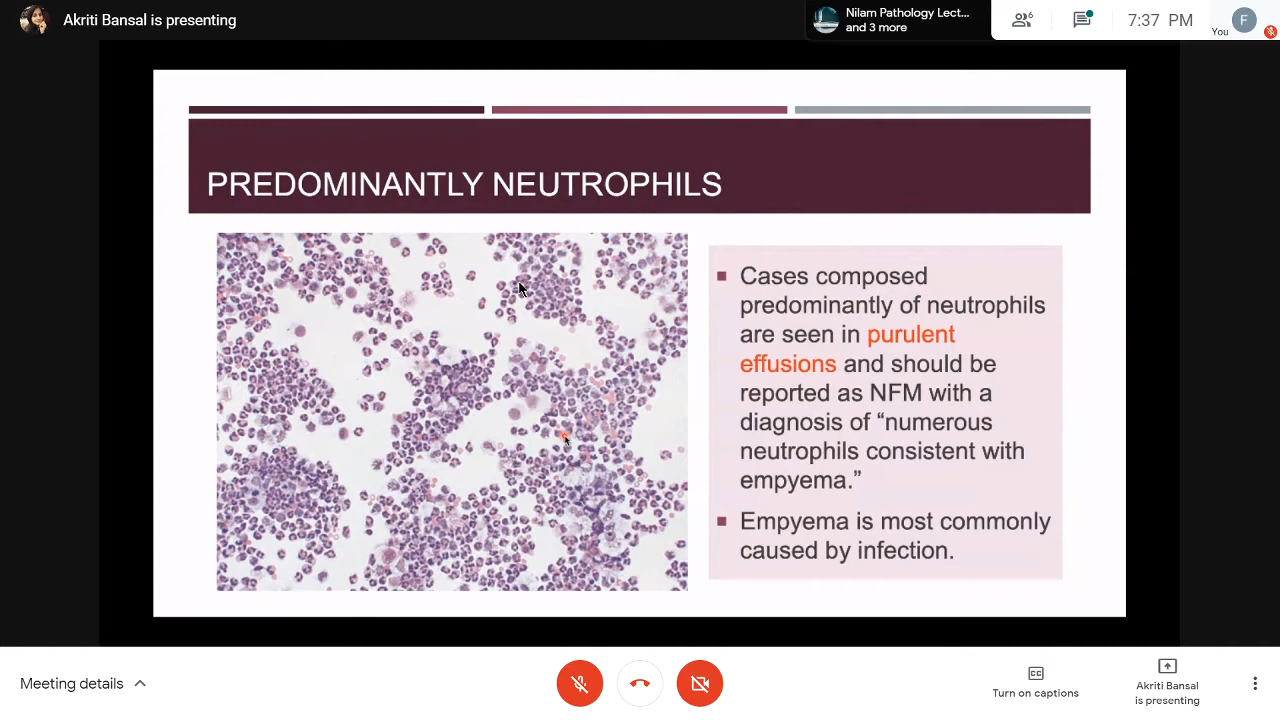 Akriti Bansal is presenting
Nilam Pathology Lect...
and 3 more
6
7:37 PM
F
You
PREDOMINANTLY NEUTROPHILS
Cases composed
predominantly of neutrophils
are seen in purulent
effusions and should be
reported as NFM with a
diagnosis of “numerous
neutrophils consistent with
empyema.”
Empyema is most commonly
caused by infection.
Meeting details
CC
Turn on captions
Akriti Bansal
is presenting